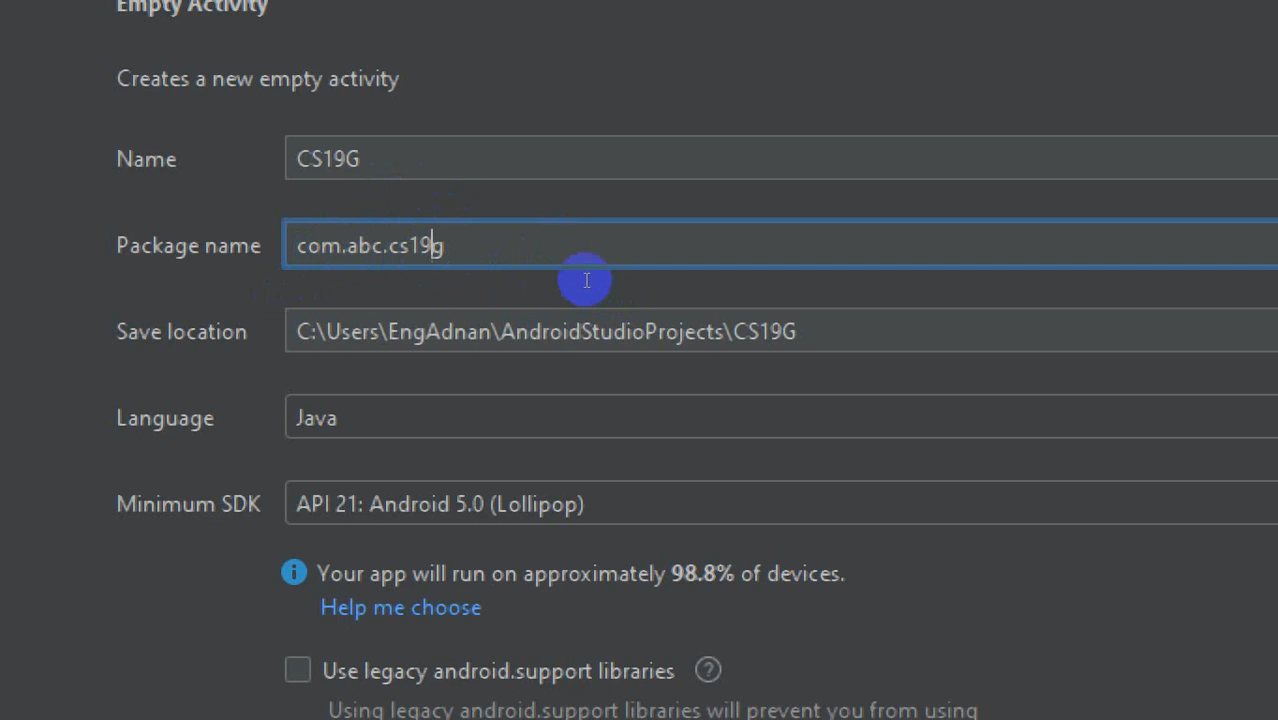 Empty Activity
Creates a new empty activity
Name CS19G
Package name com.abc.cs19g
Save location C:\Users\EngAdnan\AndroidStudioProjects\CS19G
Language Java
Minimum SDK API 21: Android 5.0 (Lollipop)
i Your app will run on approximately 98.8% of devices.
Help me choose
Use legacy android.support libraries ?
Using legacy android.support libraries will prevent you from using